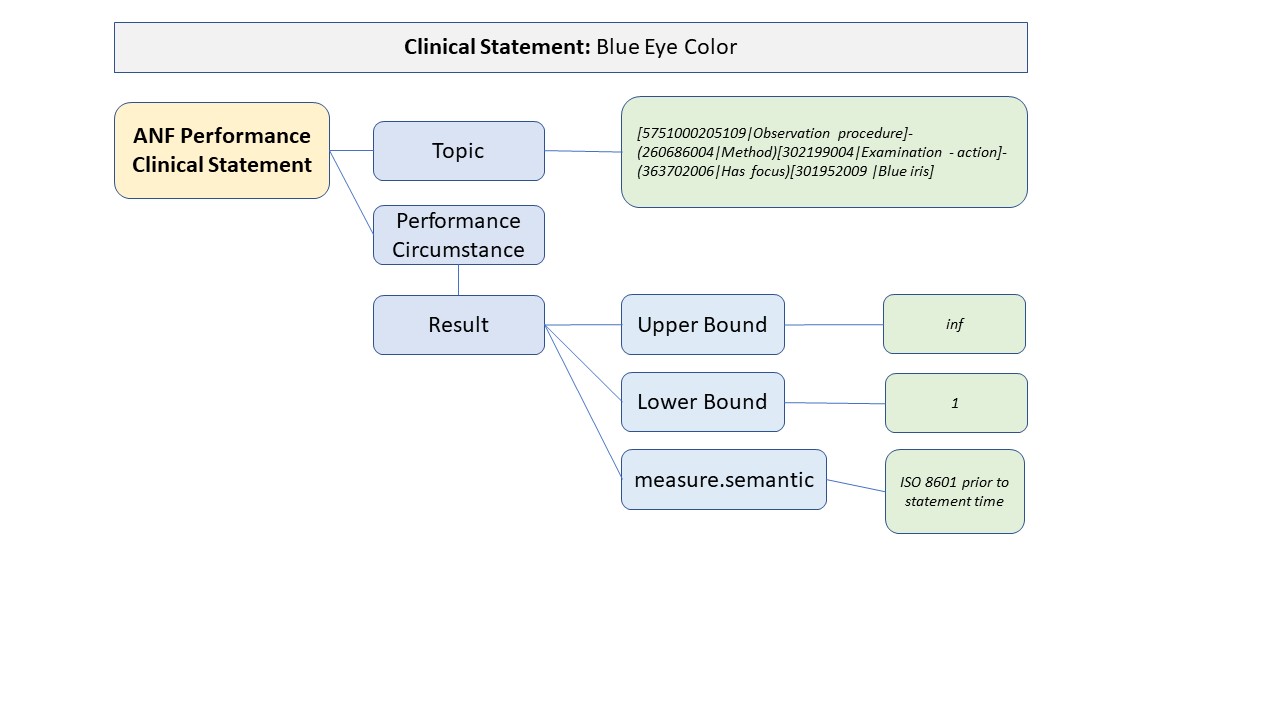 Clinical Statement: Blue Eye Color
ANF Performance
Clinical Statement
Topic
[5751000205109|Observation procedure]-
(260686004|Method)[302199004|Examination - action]-
(363702006|Has focus)[301952009 |Blue iris]
Performance
Circumstance
Result
Upper Bound
inf
Lower Bound
1
measure.semantic
ISO 8601 prior to
statement time